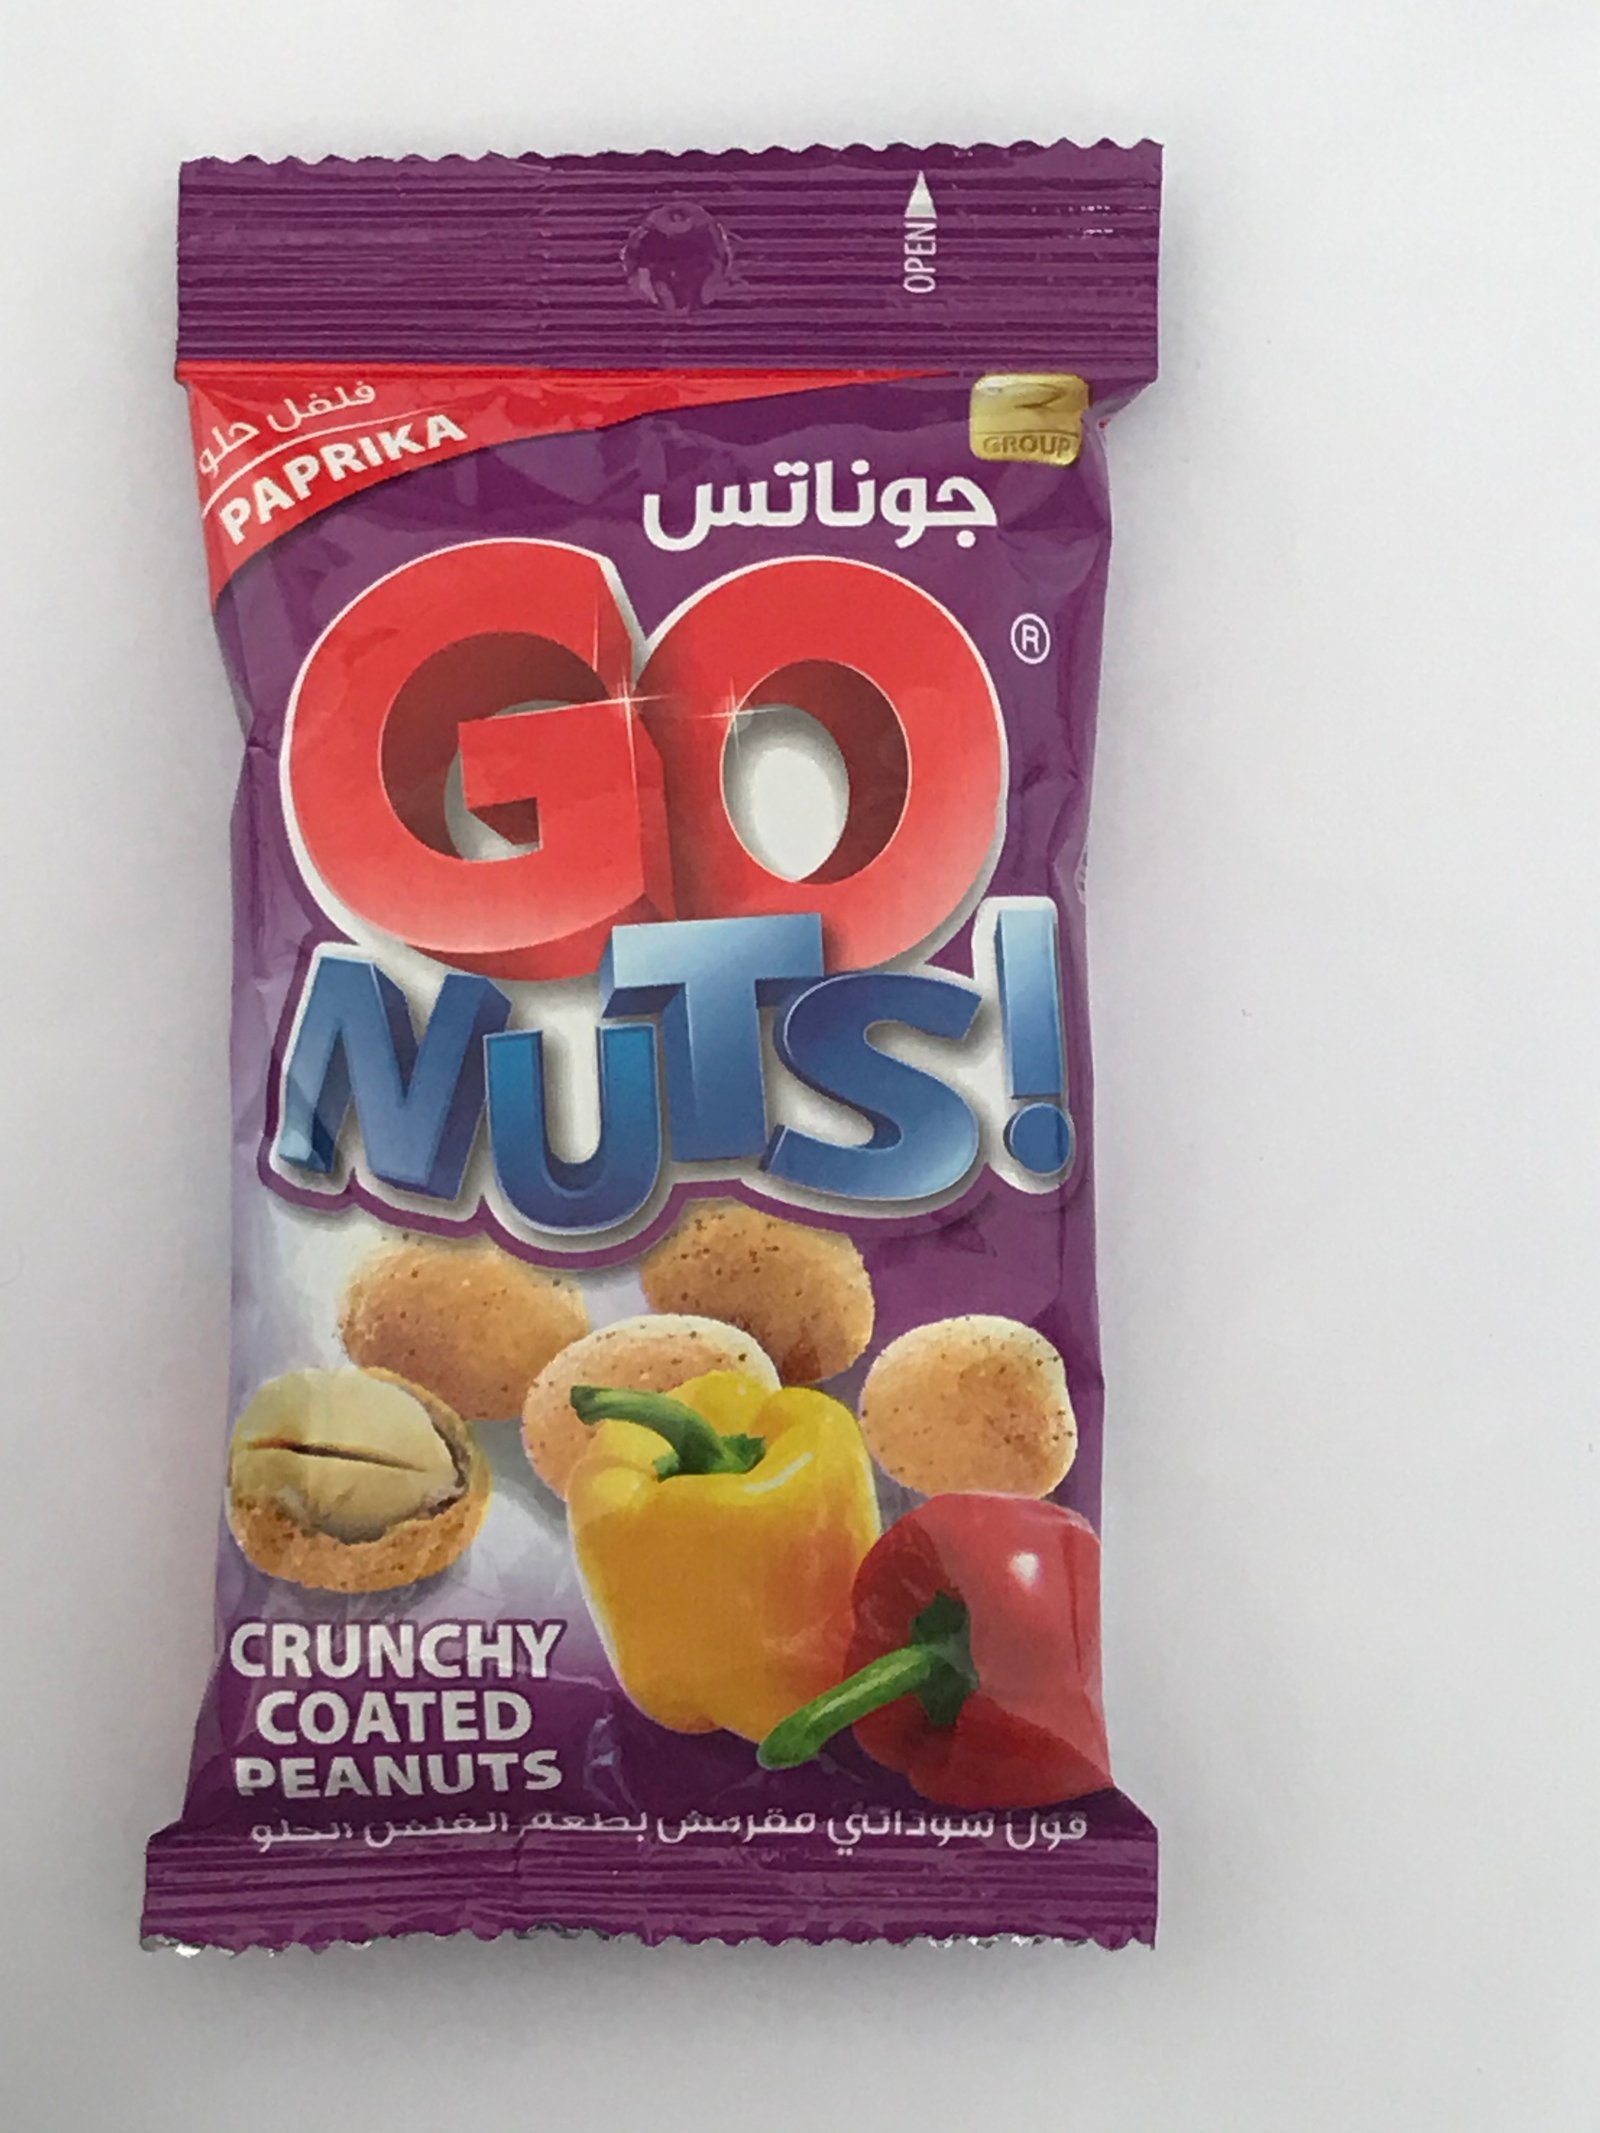 OPEN
فلفل حلو
PAPRIKA
GROUP
جوناتس
GO
®
NUTS!
CRUNCHY
COATED
PEANUTS
فول سوداني مقرمش بطعم الفلفل الحلو